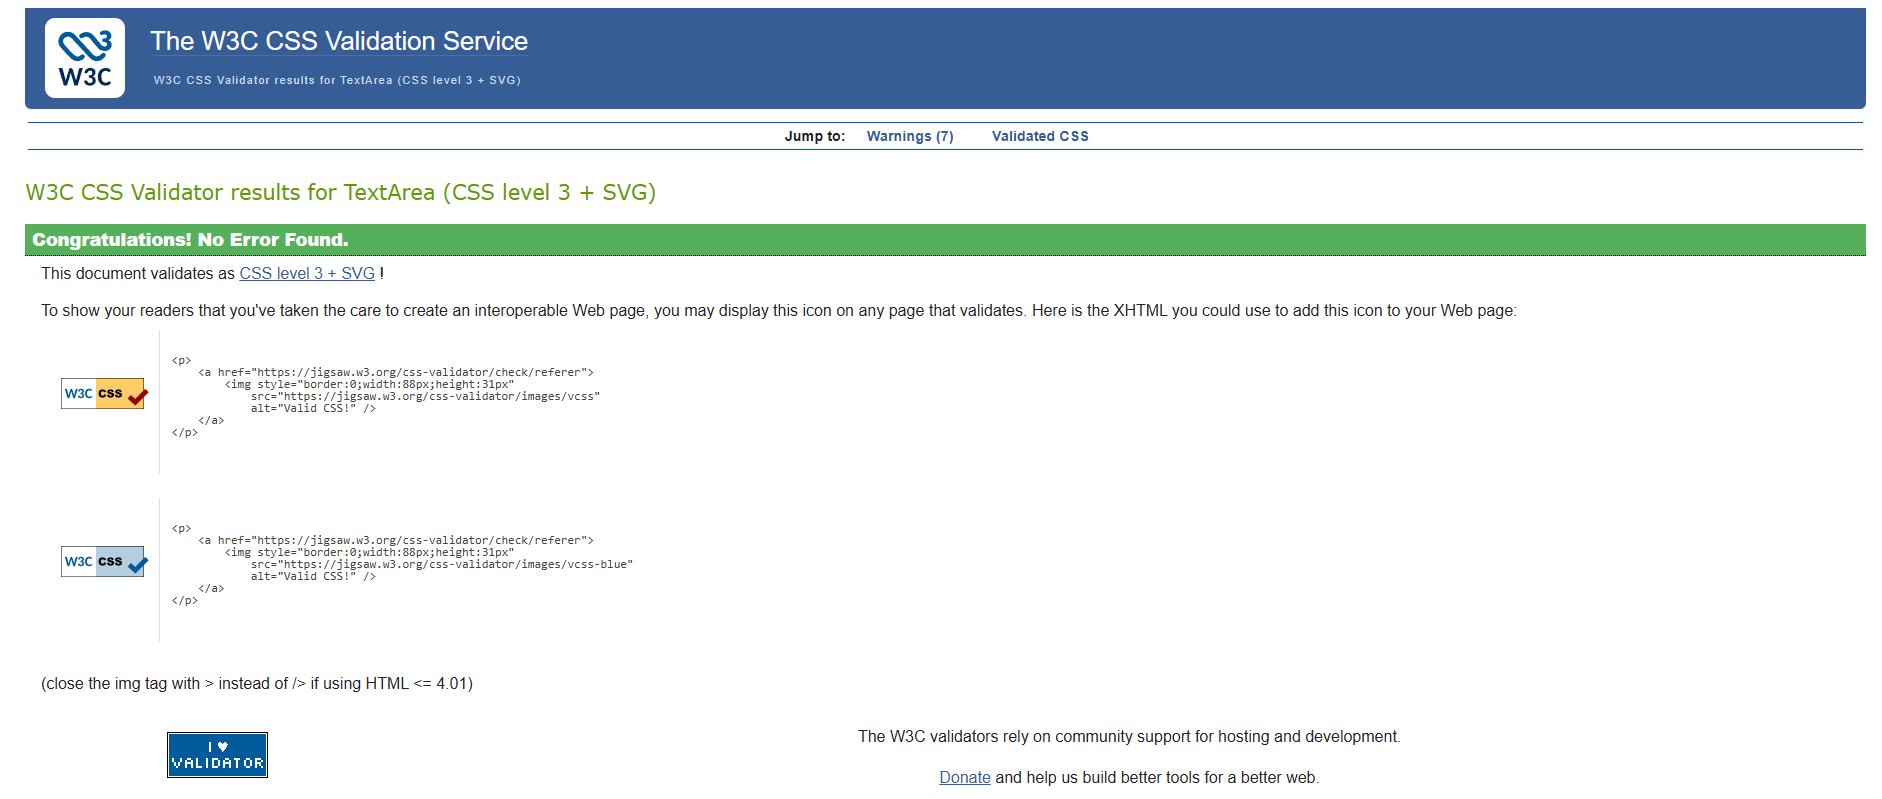 W3C
The W3C CSS Validation Service
W3C CSS Validator results for TextArea (CSS level 3 + SVG)
Jump to: Warnings (7) Validated CSS
W3C CSS Validator results for TextArea (CSS level 3 + SVG)
Congratulations! No Error Found.
This document validates as CSS level 3 + SVG !
To show your readers that you've taken the care to create an interoperable Web page, you may display this icon on any page that validates. Here is the XHTML you could use to add this icon to your Web page:
W3C css
<p>
    <a href="https://jigsaw.w3.org/css-validator/check/referer">
        <img style="border:0;width:88px;height:31px"
            src="https://jigsaw.w3.org/css-validator/images/vcss"
            alt="Valid CSS!" />
    </a>
</p>
W3C css
<p>
    <a href="https://jigsaw.w3.org/css-validator/check/referer">
        <img style="border:0;width:88px;height:31px"
            src="https://jigsaw.w3.org/css-validator/images/vcss-blue"
            alt="Valid CSS!" />
    </a>
</p>
(close the img tag with > instead of /> if using HTML <= 4.01)
I ♥
VALIDATOR
The W3C validators rely on community support for hosting and development.
Donate and help us build better tools for a better web.